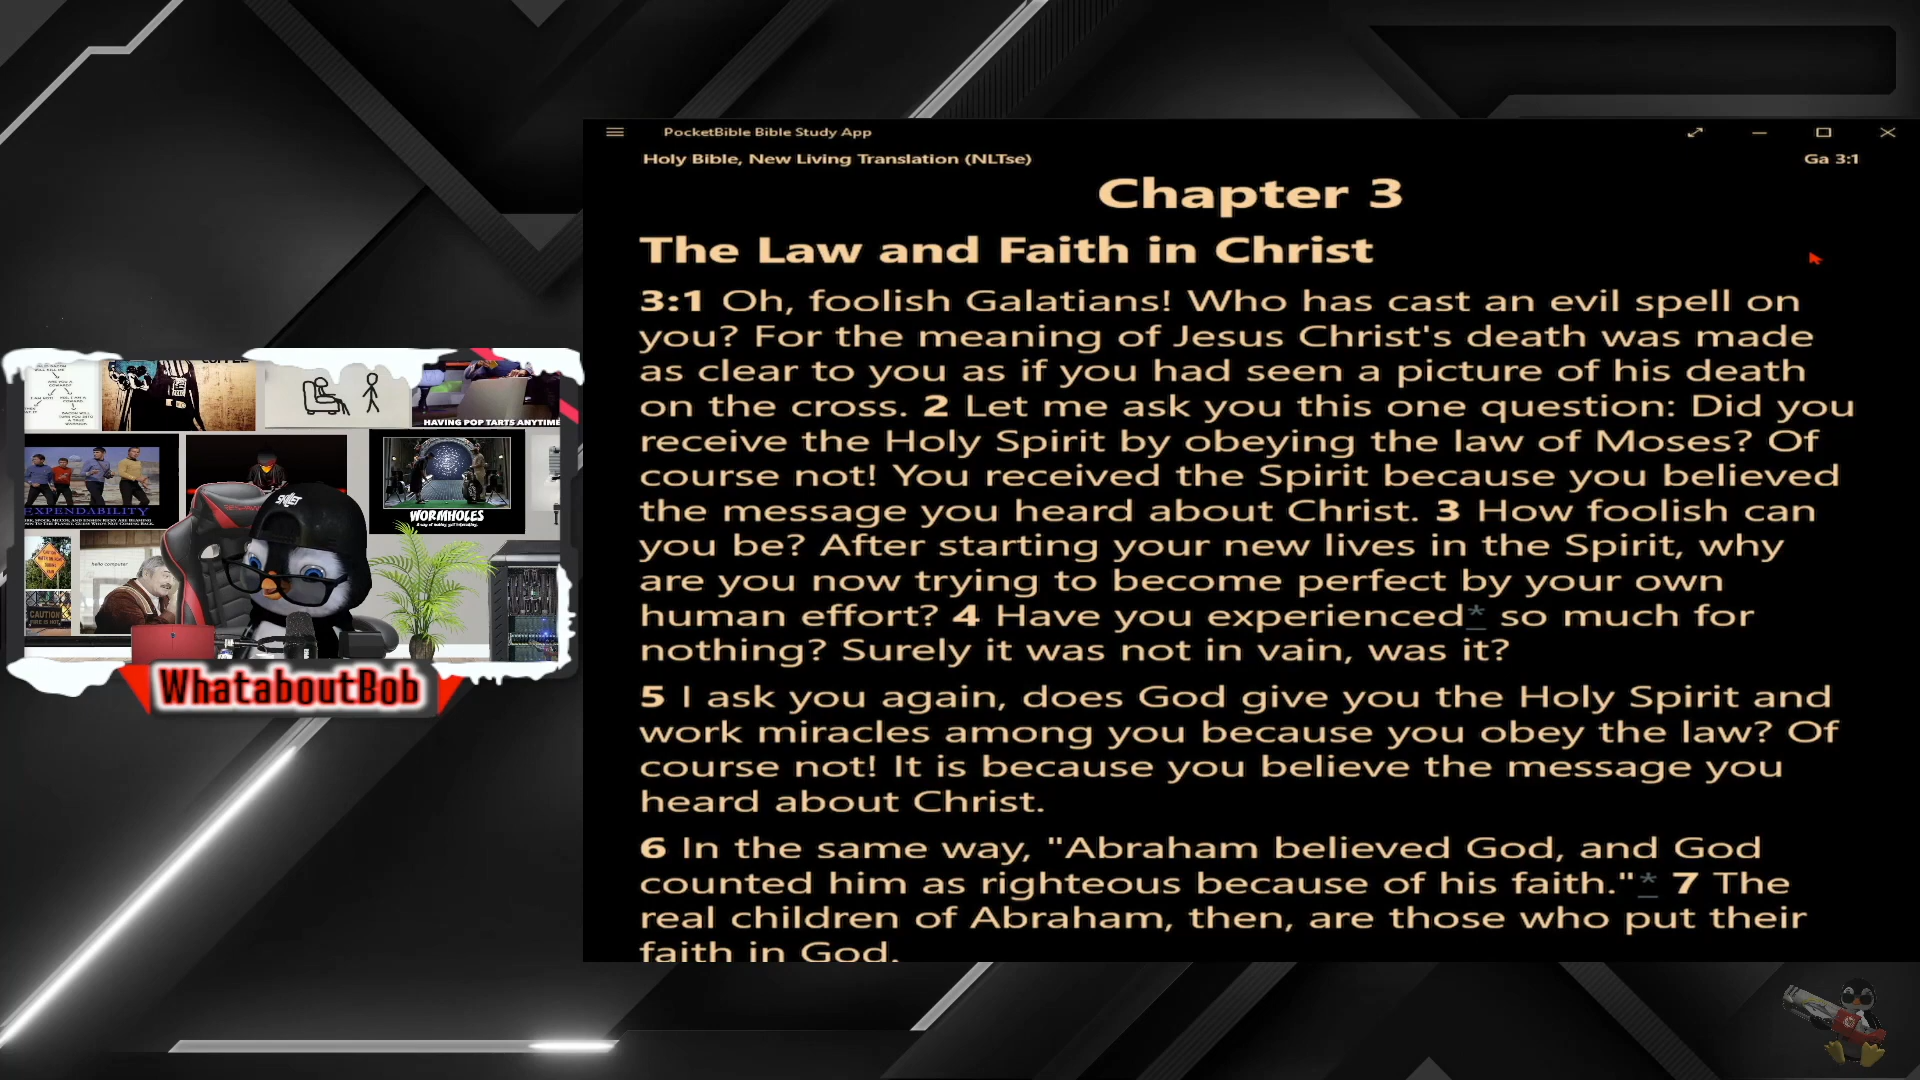 PocketBible Bible Study App
Holy Bible, New Living Translation (NLTse)
Ga 3:1
Chapter 3
The Law and Faith in Christ
3:1 Oh, foolish Galatians! Who has cast an evil spell on
you? For the meaning of Jesus Christ's death was made
as clear to you as if you had seen a picture of his death
on the cross. 2 Let me ask you this one question: Did you
receive the Holy Spirit by obeying the law of Moses? Of
course not! You received the Spirit because you believed
the message you heard about Christ. 3 How foolish can
you be? After starting your new lives in the Spirit, why
are you now trying to become perfect by your own
human effort? 4 Have you experienced* so much for
nothing? Surely it was not in vain, was it?
5 I ask you again, does God give you the Holy Spirit and
work miracles among you because you obey the law? Of
course not! It is because you believe the message you
heard about Christ.
6 In the same way, "Abraham believed God, and God
counted him as righteous because of his faith."* 7 The
real children of Abraham, then, are those who put their
faith in God.
HAVING POP TARTS ANYTIME
EXPENDABILITY
WORMHOLES
hello computer
CAUTION
WhataboutBob